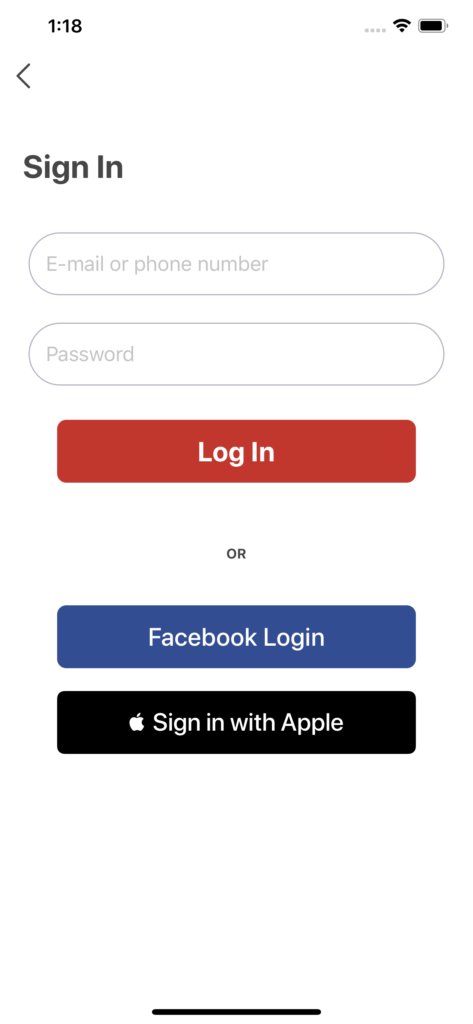 1:18
Sign In
E-mail or phone number
Password
Log In
OR
Facebook Login
Sign in with Apple